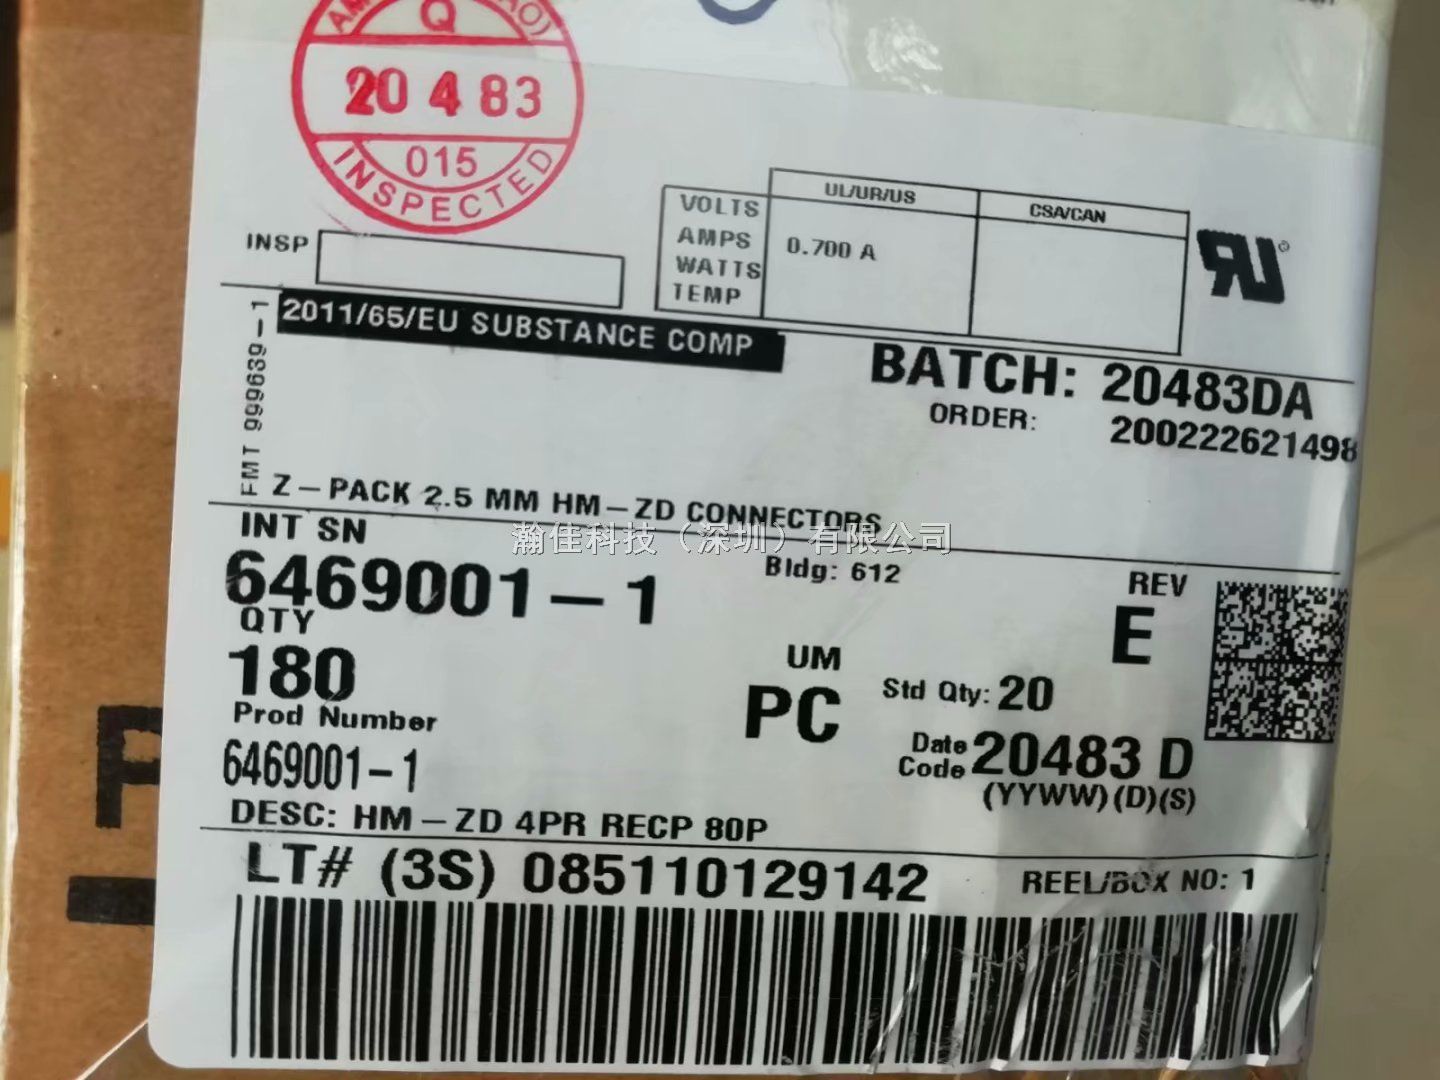 Q
20 4 83
015
INSPECTED
INSP
VOLTS
AMPS
WATTS
TEMP
UL/UR/US
0.700 A
CSA/CAN
2011/65/EU SUBSTANCE COMP
FMT 999639-1
BATCH: 20483DA
ORDER: 200222621498
Z-PACK 2.5 MM HM-ZD CONNECTORS
瀚佳科技（深圳）有限公司
INT SN
6469001-1
Bldg: 612
REV
E
QTY
180
UM
PC
Std Qty: 20
Prod Number
6469001-1
Date Code 20483 D
(YYWW)(D)(S)
DESC: HM-ZD 4PR RECP 80P
LT# (3S) 085110129142
REEL/BOX NO: 1